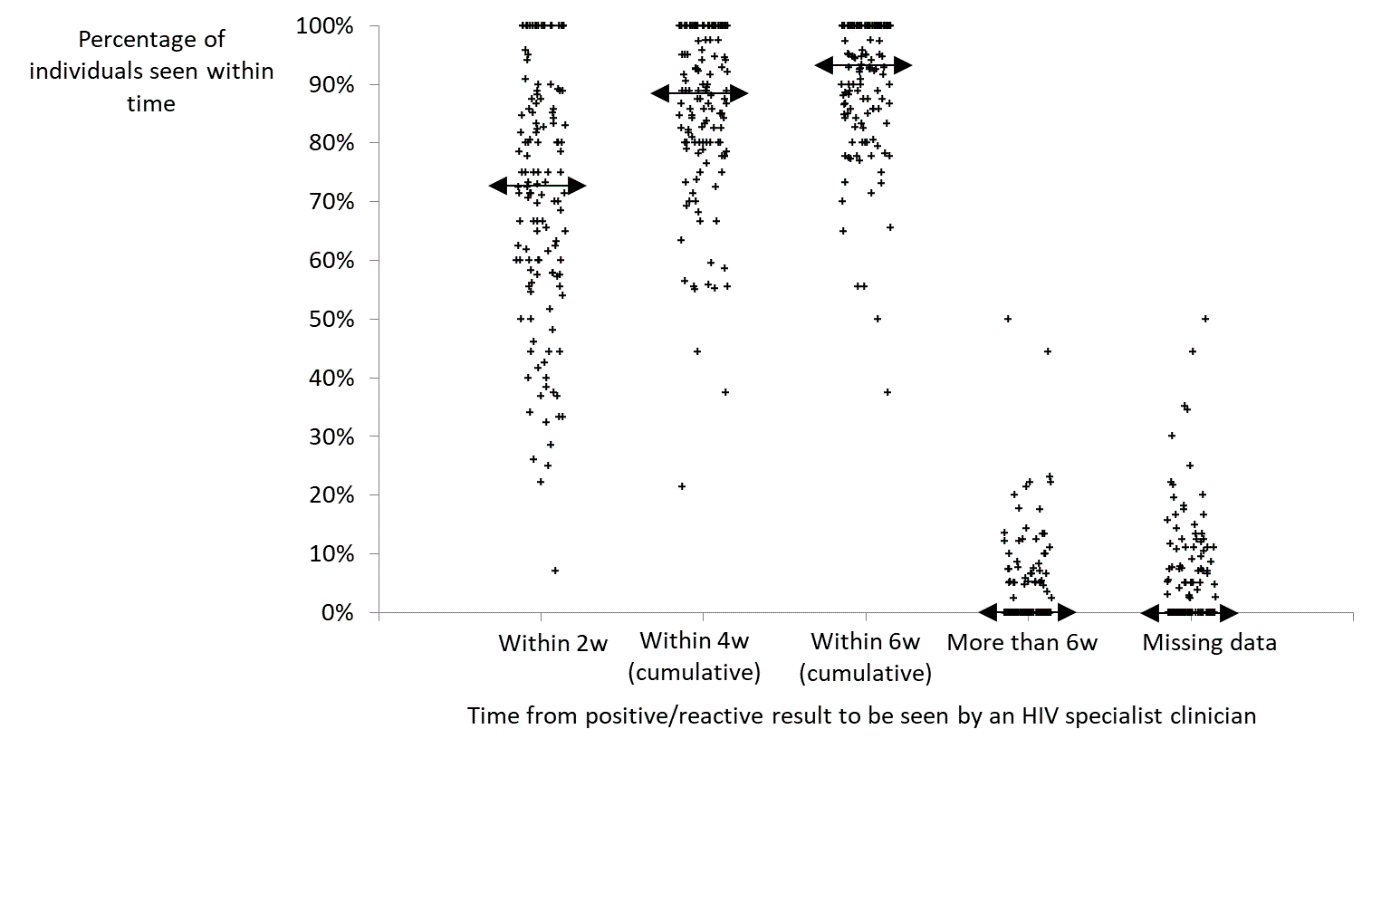 Percentage of
individuals seen within
time
100%
90%
80%
70%
60%
50%
40%
30%
20%
10%
0%
Within 2w
Within 4w
(cumulative)
Within 6w
(cumulative)
More than 6w
Missing data
Time from positive/reactive result to be seen by an HIV specialist clinician